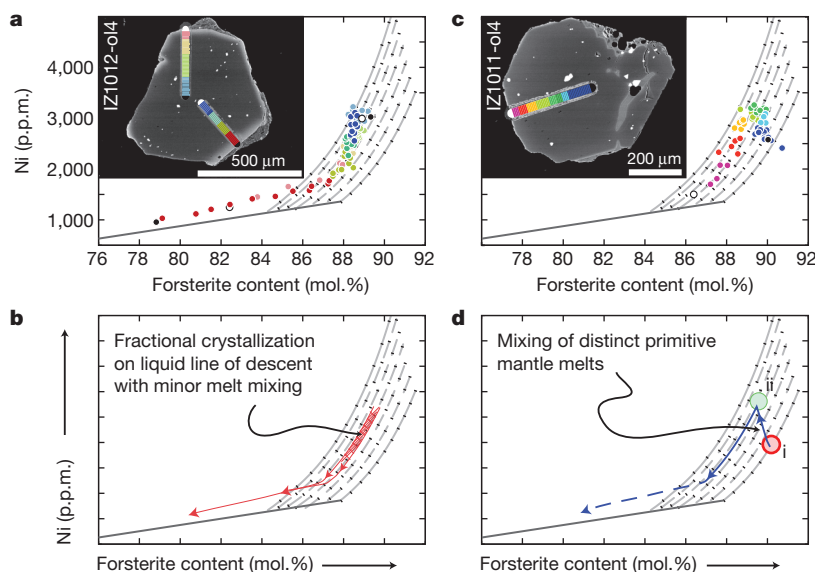 a
IZ1012-ol4
500 μm
Ni (p.p.m.)
5,000
4,000
3,000
2,000
1,000
76 78 80 82 84 86 88 90 92
Forsterite content (mol.%)
c
IZ1011-ol4
200 μm
76 78 80 82 84 86 88 90 92
Forsterite content (mol.%)
b
Fractional crystallization
on liquid line of descent
with minor melt mixing
Ni (p.p.m.)
Forsterite content (mol.%)
d
Mixing of distinct primitive
mantle melts
ii
i
Forsterite content (mol.%)